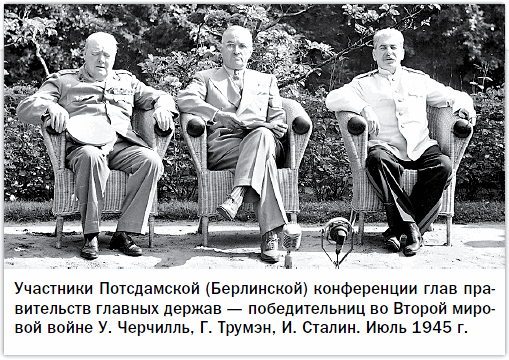 Участники Потсдамской (Берлинской) конференции глав пра-
вительств главных держав — победительниц во Второй миро-
вой войне У. Черчилль, Г. Трумэн, И. Сталин. Июль 1945 г.